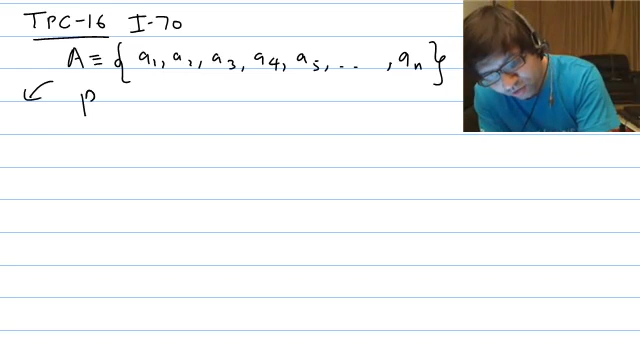 TPC-16 I-70
A ≡ { a₁, a₂, a₃, a₄, a₅, ... , aₙ }
↙ p